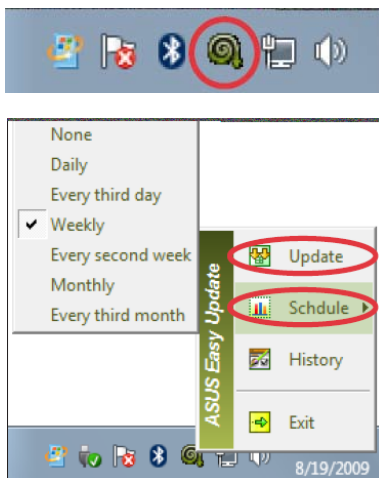 None
Daily
Every third day
Weekly
Every second week
Monthly
Every third month
ASUS Easy Update
Update
Schdule
History
Exit
8/19/2009